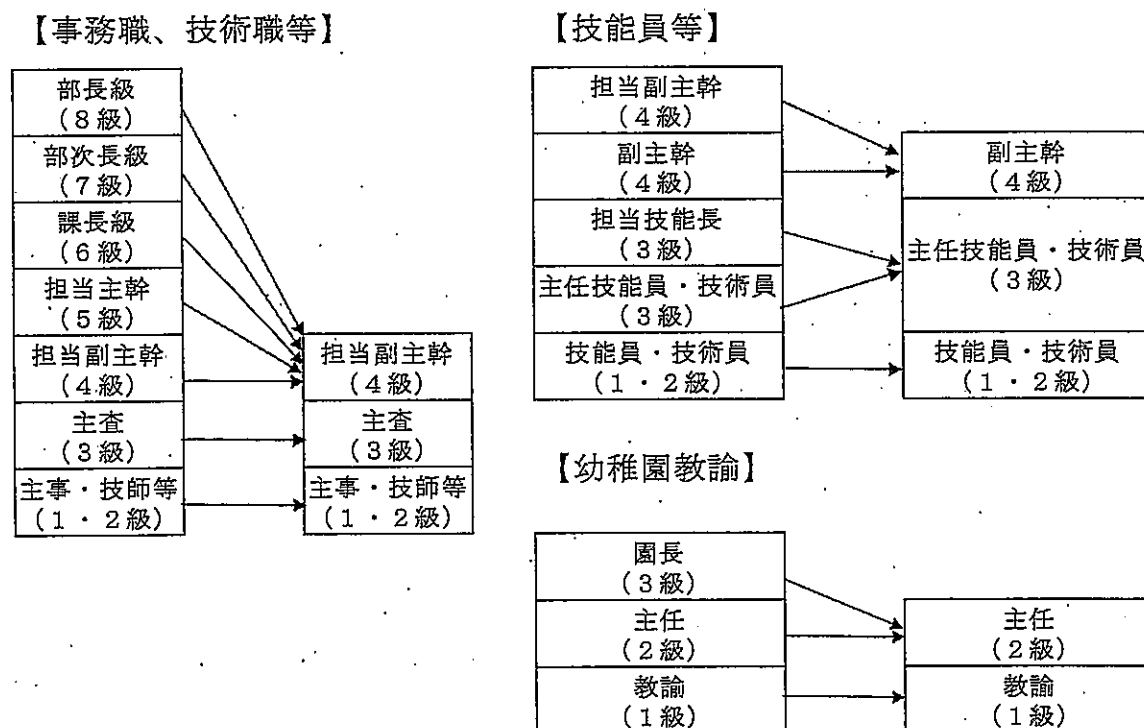 【事務職、技術職等】
部長級
(8級)
部次長級
(7級)
課長級
(6級)
担当主幹
(5級)
担当副主幹
(4級)
主査
(3級)
主事・技師等
(1・2級)
担当副主幹
(4級)
主査
(3級)
主事・技師等
(1・2級)
【技能員等】
担当副主幹
(4級)
副主幹
(4級)
担当技能長
(3級)
主任技能員・技術員
(3級)
技能員・技術員
(1・2級)
副主幹
(4級)
主任技能員・技術員
(3級)
技能員・技術員
(1・2級)
【幼稚園教諭】
園長
(3級)
主任
(2級)
教諭
(1級)
主任
(2級)
教諭
(1級)